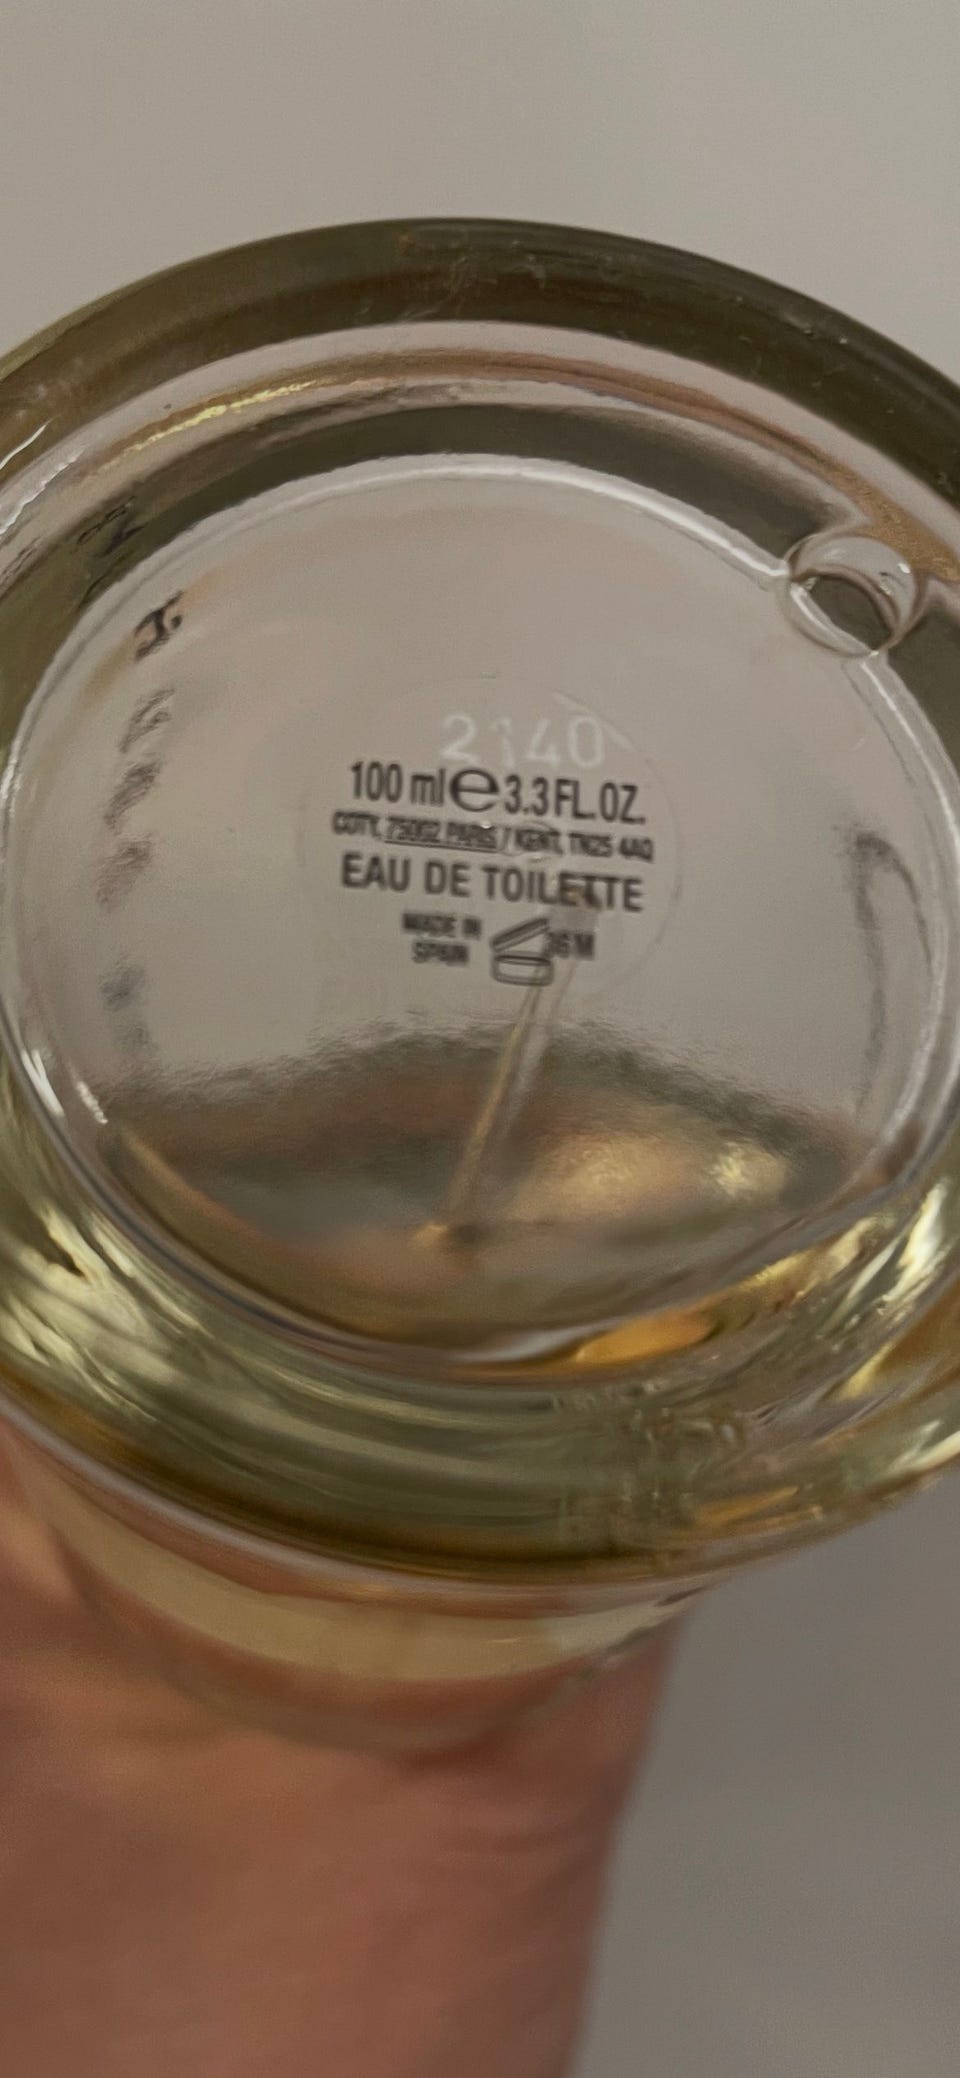 2140
100 ml e 3.3 FL. OZ.
COTY, 75002 PARIS / KENT, TN25 4AQ
EAU DE TOILETTE
MADE IN
SPAIN
36M